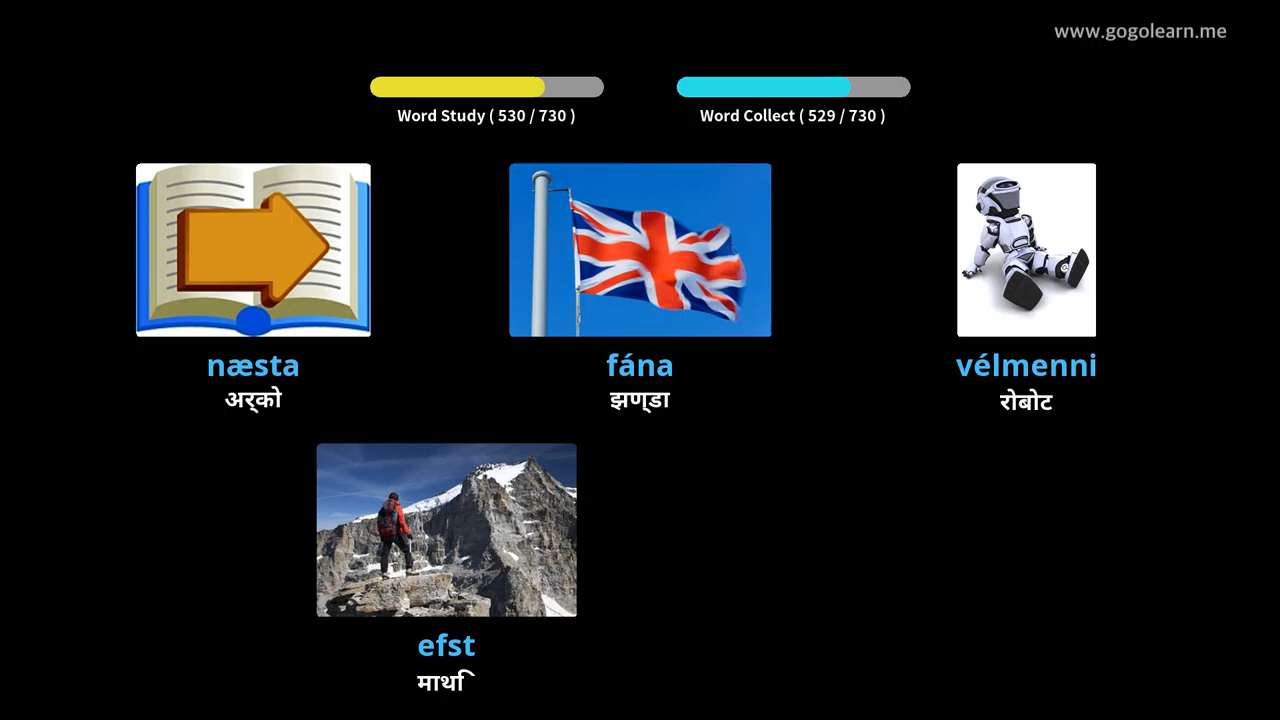 www.gogolearn.me
Word Study ( 530 / 730 )
Word Collect ( 529 / 730 )
næsta
fána
vélmenni
अर्को
झण्डा
रोबोट
efst
माथि